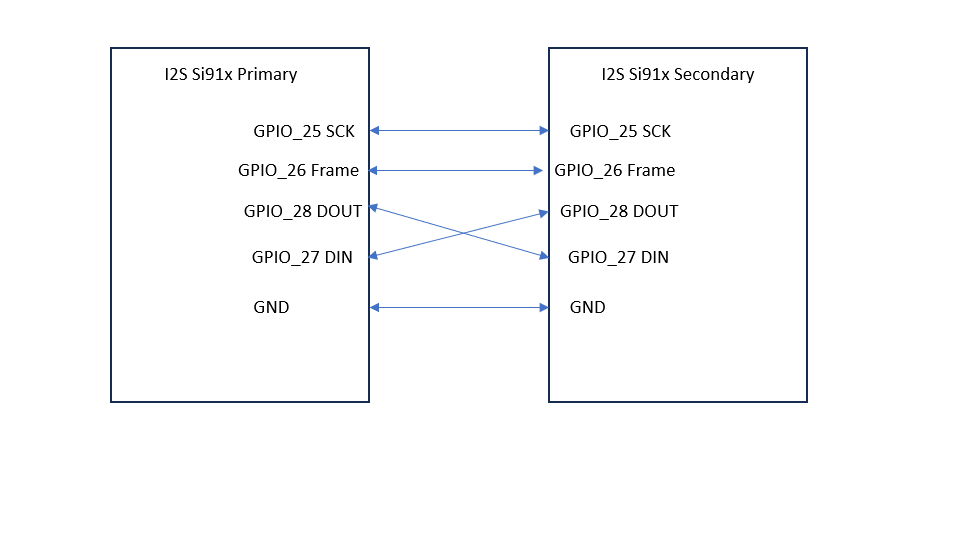 I2S Si91x Primary
GPIO_25 SCK
GPIO_26 Frame
GPIO_28 DOUT
GPIO_27 DIN
GND
I2S Si91x Secondary
GPIO_25 SCK
GPIO_26 Frame
GPIO_28 DOUT
GPIO_27 DIN
GND